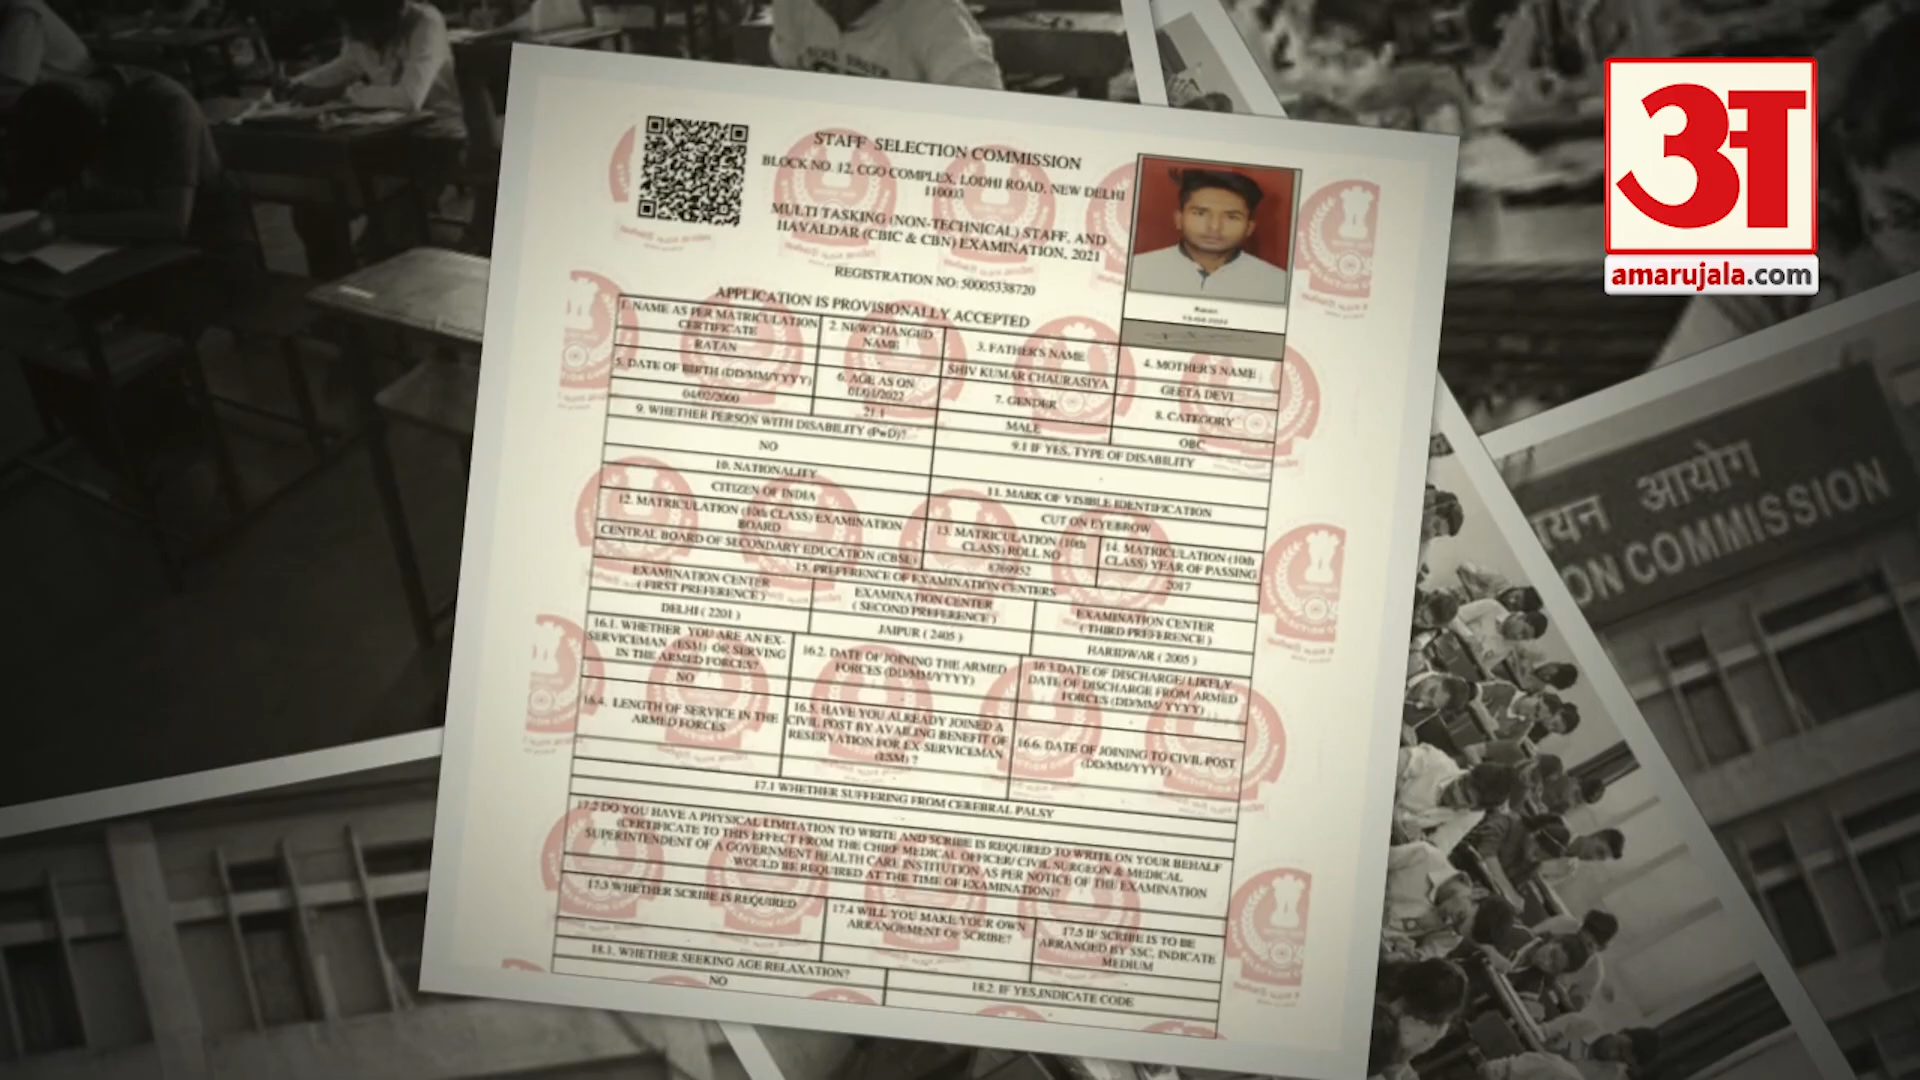 STAFF SELECTION COMMISSION
BLOCK NO. 12, CGO COMPLEX, LODHI ROAD, NEW DELHI
110003
MULTI TASKING (NON-TECHNICAL) STAFF, AND
HAVALDAR (CBIC & CBN) EXAMINATION, 2021
REGISTRATION NO: 50005338720
APPLICATION IS PROVISIONALLY ACCEPTED
1. NAME AS PER MATRICULATION
CERTIFICATE
RATAN
2. NEW/CHANGED
NAME
3. FATHER'S NAME
SHIV KUMAR CHAURASIYA
4. MOTHER'S NAME
GEETA DEVI
5. DATE OF BIRTH (DD/MM/YYYY)
04/02/2000
6. AGE AS ON
01/01/2022
21.1
7. GENDER
MALE
8. CATEGORY
OBC
9. WHETHER PERSON WITH DISABILITY (PwD)?
NO
9.1 IF YES, TYPE OF DISABILITY
10. NATIONALITY
CITIZEN OF INDIA
11. MARK OF VISIBLE IDENTIFICATION
CUT ON EYEBROW
12. MATRICULATION (10th CLASS) EXAMINATION
BOARD
CENTRAL BOARD OF SECONDARY EDUCATION (CBSE)
13. MATRICULATION (10th
CLASS) ROLL NO
8769952
14. MATRICULATION (10th
CLASS) YEAR OF PASSING
2017
15. PREFERENCE OF EXAMINATION CENTERS
EXAMINATION CENTER
( FIRST PREFERENCE )
DELHI ( 2201 )
EXAMINATION CENTER
( SECOND PREFERENCE )
JAIPUR ( 2405 )
EXAMINATION CENTER
( THIRD PREFERENCE )
HARIDWAR ( 2005 )
16.1. WHETHER YOU ARE AN EX-
SERVICEMAN (ESM) OR SERVING
IN THE ARMED FORCES?
NO
16.2. DATE OF JOINING THE ARMED
FORCES (DD/MM/YYYY)
16.3 DATE OF DISCHARGE/ LIKELY
DATE OF DISCHARGE FROM ARMED
FORCES (DD/MM/ YYYY)
16.4. LENGTH OF SERVICE IN THE
ARMED FORCES
16.5. HAVE YOU ALREADY JOINED A
CIVIL POST BY AVAILING BENEFIT OF
RESERVATION FOR EX-SERVICEMAN
(ESM) ?
16.6. DATE OF JOINING TO CIVIL POST
(DD/MM/YYYY)
17.1 WHETHER SUFFERING FROM CEREBRAL PALSY
17.2 DO YOU HAVE A PHYSICAL LIMITATION TO WRITE AND SCRIBE IS REQUIRED TO WRITE ON YOUR BEHALF
(CERTIFICATE TO THIS EFFECT FROM THE CHIEF MEDICAL OFFICER/ CIVIL SURGEON & MEDICAL
SUPERINTENDENT OF A GOVERNMENT HEALTH CARE INSTITUTION AS PER NOTICE OF THE EXAMINATION
WOULD BE REQUIRED AT THE TIME OF EXAMINATION)?
17.3 WHETHER SCRIBE IS REQUIRED
17.4 WILL YOU MAKE YOUR OWN
ARRANGEMENT OF SCRIBE?
17.5 IF SCRIBE IS TO BE
ARRANGED BY SSC, INDICATE
MEDIUM
18.1. WHETHER SEEKING AGE RELAXATION?
NO
18.2. IF YES,INDICATE CODE
अ
amarujala.com
यन आयोग
ON COMMISSION